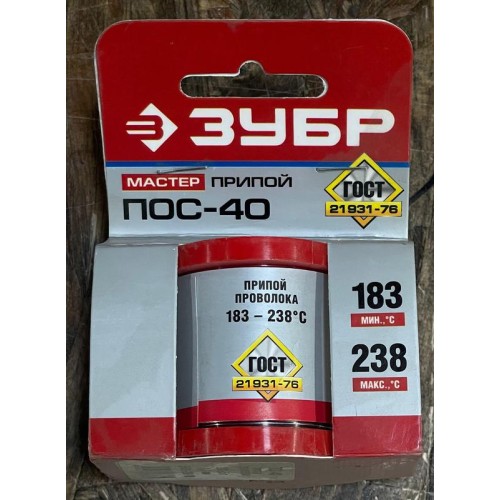 ЗУБР
МАСТЕР ПРИПОЙ
ПОС-40
ГОСТ
21931-76
ПРИПОЙ
ПРОВОЛОКА
183 – 238°C
ГОСТ
21931-76
183
МИН.,°C
238
МАКС.,°C